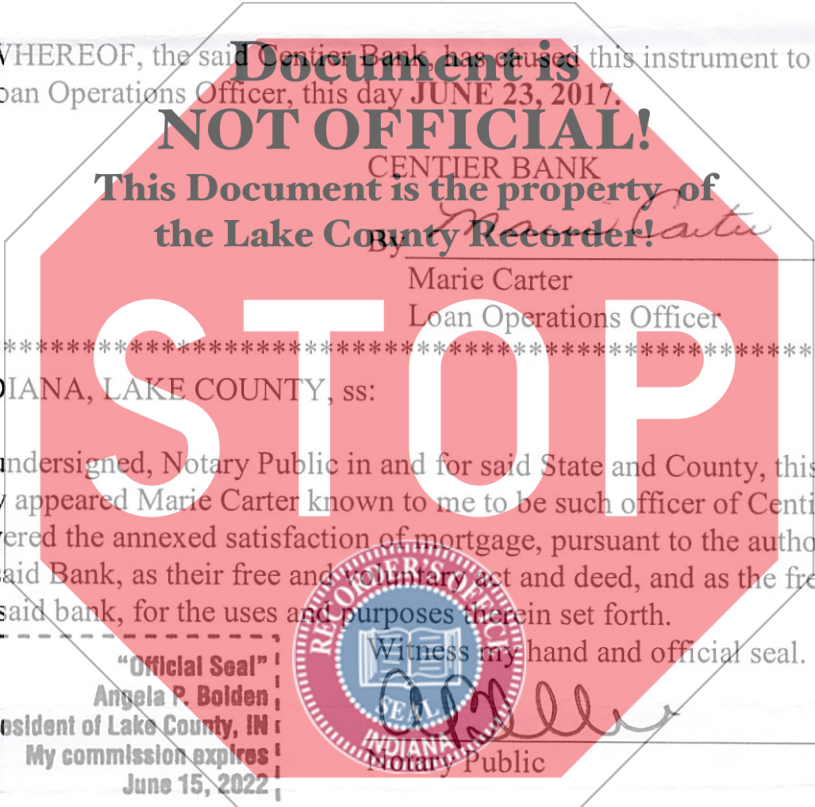 WHEREOF, the said Centier Bank, has caused this instrument to
oan Operations Officer, this day JUNE 23, 2017.
Document is
NOT OFFICIAL!
This Document is the property of
the Lake County Recorder!
CENTIER BANK
By Marie Carter
Marie Carter
Loan Operations Officer
STOP
************************************************************
DIANA, LAKE COUNTY, ss:
undersigned, Notary Public in and for said State and County, this
y appeared Marie Carter known to me to be such officer of Centi
ered the annexed satisfaction of mortgage, pursuant to the autho
said Bank, as their free and voluntary act and deed, and as the fre
said bank, for the uses and purposes therein set forth.
Witness my hand and official seal.
"Official Seal"
Angela P. Bolden
esident of Lake County, IN
My commission expires
June 15, 2022
RECORDER'S OFFICE
SEAL
INDIANA
Notary Public